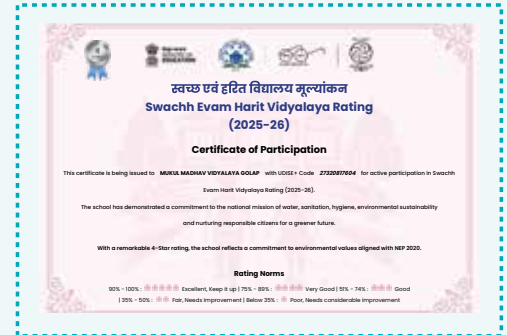 स्वच्छ एवं हरित विद्यालय मूल्यांकन
Swachh Evam Harit Vidyalaya Rating
(2025-26)
Certificate of Participation
This certificate is being issued to MUKUL MADHAV VIDYALAYA GOLAP with UDISE+ Code 27320817604 for active participation in Swachh
Evam Harit Vidyalaya Rating (2025-26).
The school has demonstrated a commitment to the national mission of water, sanitation, hygiene, environmental sustainability
and nurturing responsible citizens for a greener future.
With a remarkable 4-Star rating, the school reflects a commitment to environmental values aligned with NEP 2020.
Rating Norms
90% - 100% : Excellent, Keep it up | 75% - 89% : Very Good | 51% - 74% : Good
| 35% - 50% : Fair, Needs Improvement | Below 35% : Poor, Needs considerable improvement